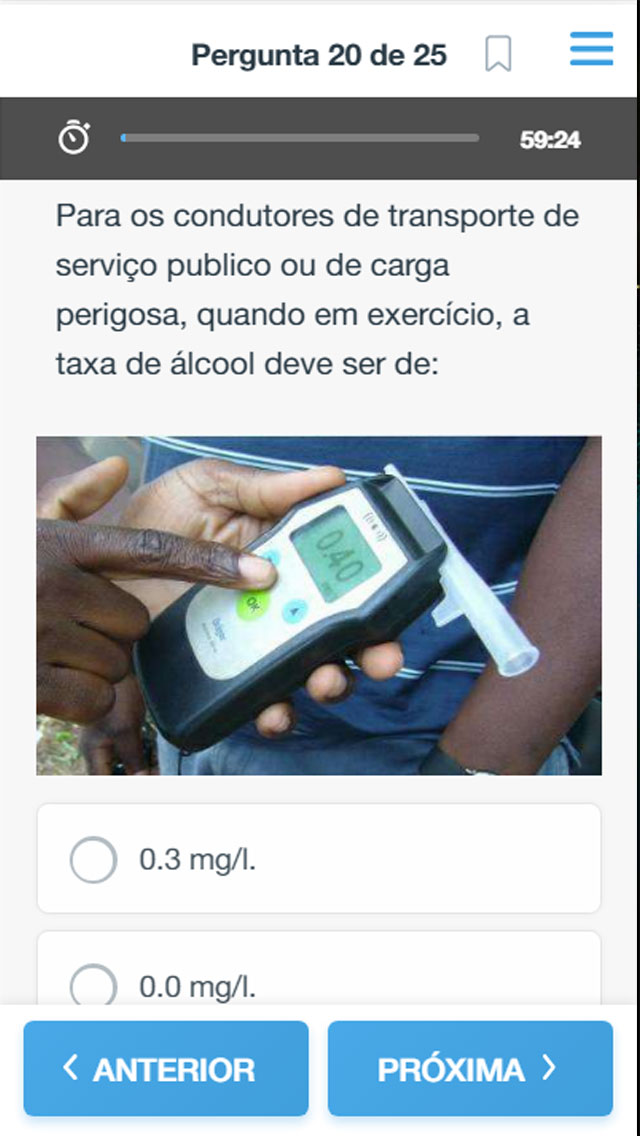 Pergunta 20 de 25
59:24
Para os condutores de transporte de
serviço publico ou de carga
perigosa, quando em exercício, a
taxa de álcool deve ser de:
0.40
OK
Dräger
0.3 mg/l.
0.0 mg/l.
ANTERIOR
PRÓXIMA